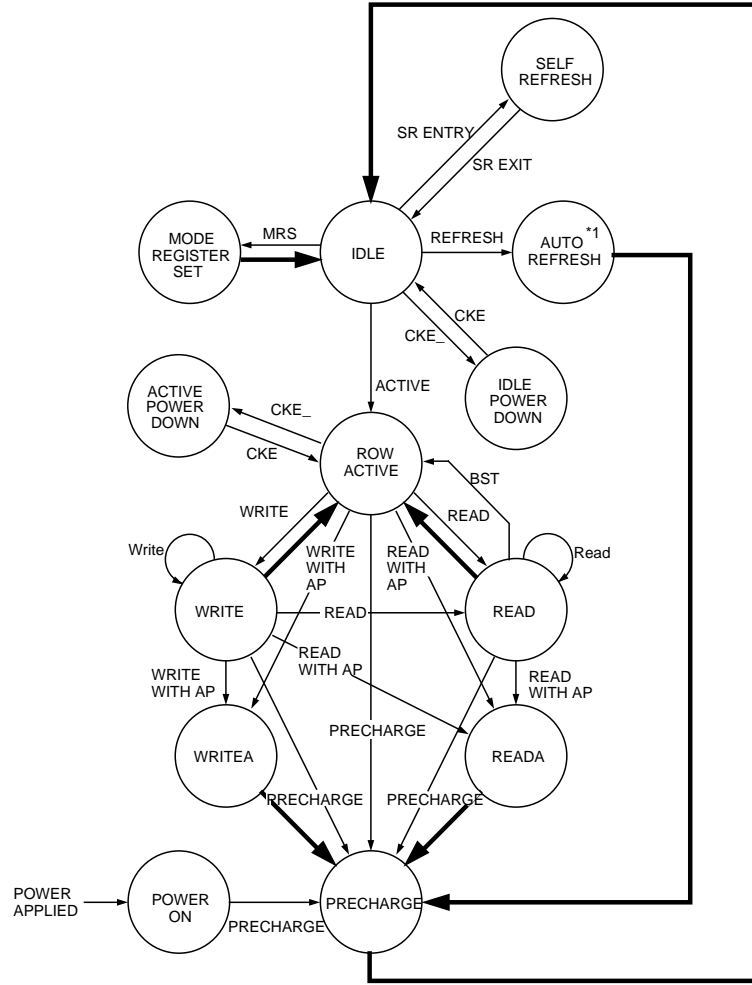 SELF
REFRESH
SR ENTRY
SR EXIT
MODE
REGISTER
SET
MRS
IDLE
REFRESH
AUTO *1
REFRESH
CKE
CKE_
IDLE
POWER
DOWN
ACTIVE
ACTIVE
POWER
DOWN
CKE_
CKE
ROW
ACTIVE
BST
WRITE
READ
Write
WRITE
WITH
AP
READ
WITH
AP
Read
WRITE
READ
READ
WRITE
WITH AP
READ
WITH AP
READ
WITH AP
WRITEA
PRECHARGE
READA
PRECHARGE
PRECHARGE
POWER
APPLIED
POWER
ON
PRECHARGE
PRECHARGE